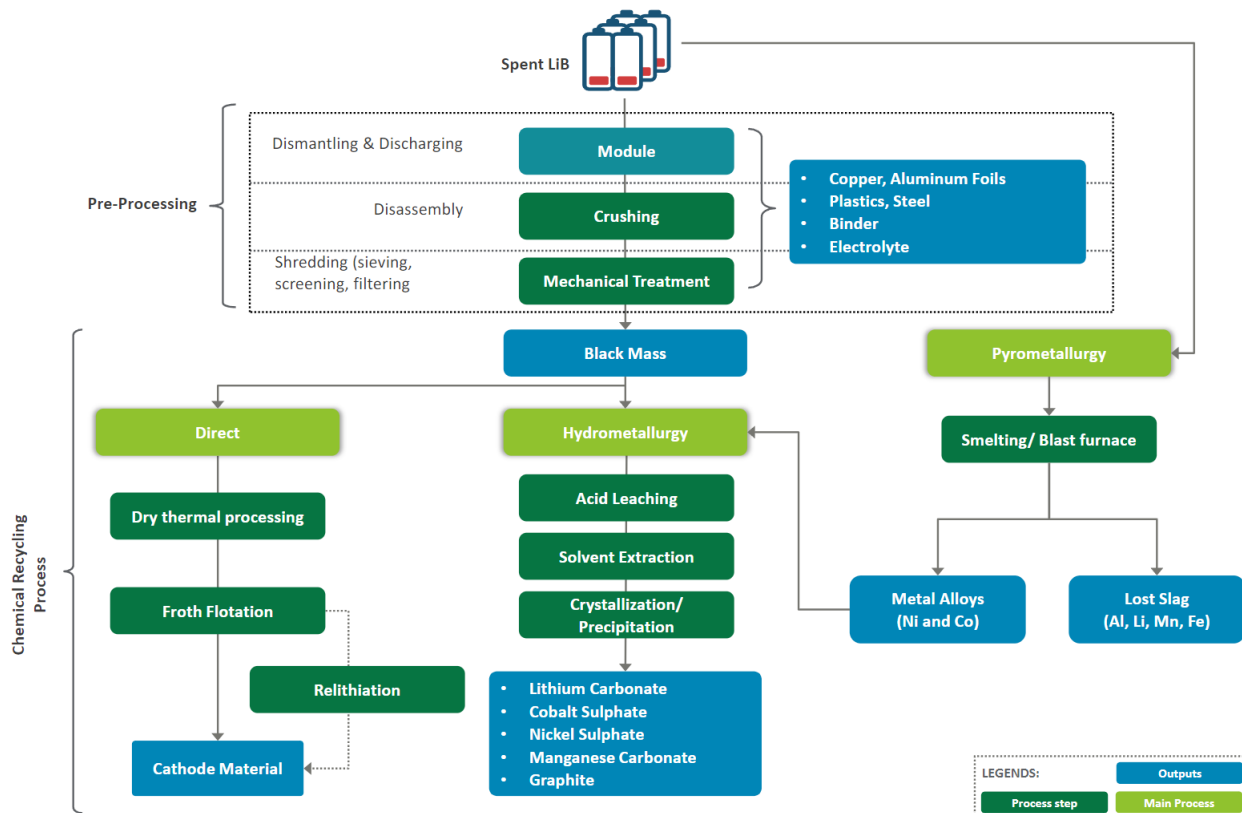 Spent LiB
Pre-Processing
Dismantling & Discharging
Module
Disassembly
Crushing
Shredding (sieving,
screening, filtering
Mechanical Treatment
• Copper, Aluminum Foils
• Plastics, Steel
• Binder
• Electrolyte
Chemical Recycling
Process
Black Mass
Pyrometallurgy
Direct
Hydrometallurgy
Smelting/ Blast furnace
Dry thermal processing
Acid Leaching
Solvent Extraction
Froth Flotation
Crystallization/
Precipitation
Metal Alloys
(Ni and Co)
Lost Slag
(Al, Li, Mn, Fe)
Relithiation
Cathode Material
• Lithium Carbonate
• Cobalt Sulphate
• Nickel Sulphate
• Manganese Carbonate
• Graphite
LEGENDS:
Outputs
Process step
Main Process